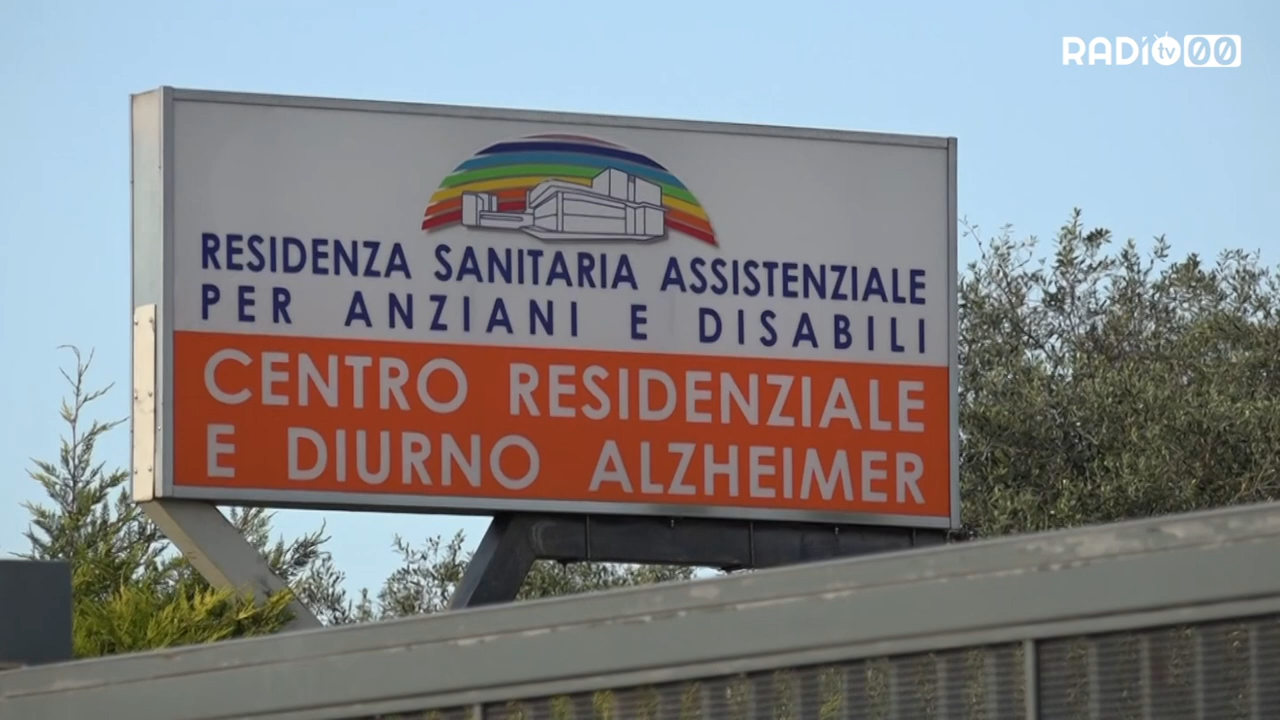 RADIO tv 00
RESIDENZA SANITARIA ASSISTENZIALE
PER ANZIANI E DISABILI
CENTRO RESIDENZIALE
E DIURNO ALZHEIMER